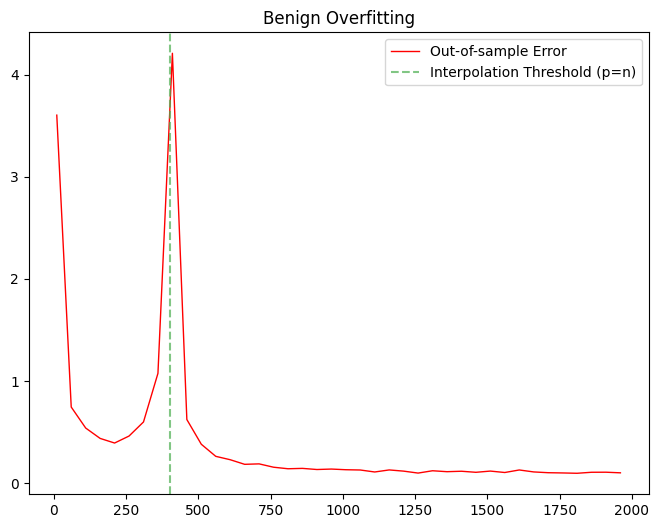 Benign Overfitting
Out-of-sample Error
Interpolation Threshold (p=n)
4
3
2
1
0
0 250 500 750 1000 1250 1500 1750 2000